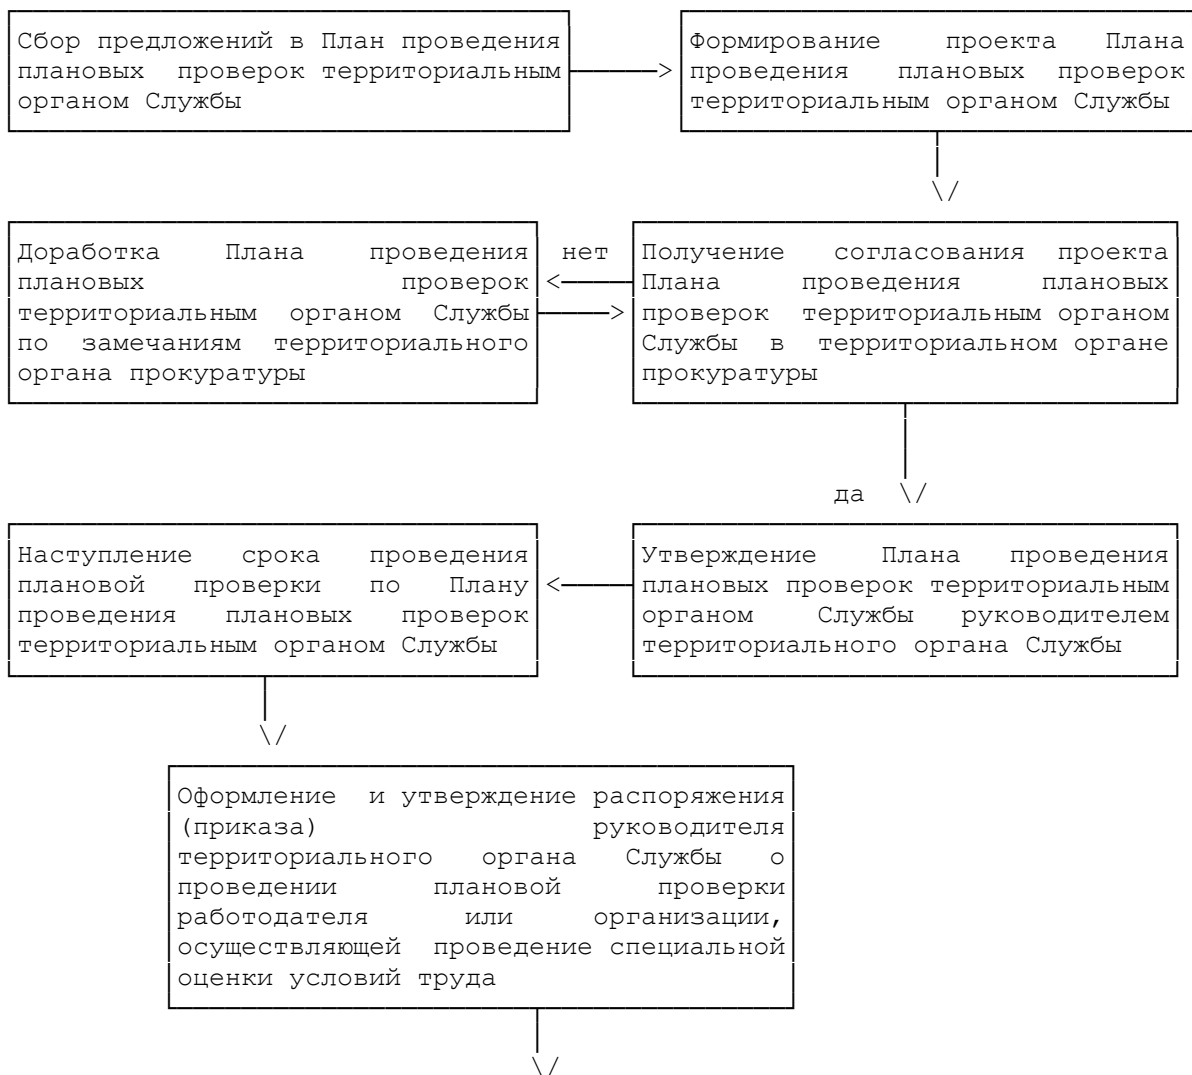 Сбор предложений в План проведения
плановых проверок территориальным
органом Службы
Формирование проекта Плана
проведения плановых проверок
территориальным органом Службы
Доработка Плана проведения
плановых проверок
территориальным органом Службы
по замечаниям территориального
органа прокуратуры
нет
Получение согласования проекта
Плана проведения плановых
проверок территориальным органом
Службы в территориальном органе
прокуратуры
да
Наступление срока проведения
плановой проверки по Плану
проведения плановых проверок
территориальным органом Службы
Утверждение Плана проведения
плановых проверок территориальным
органом Службы руководителем
территориального органа Службы
Оформление и утверждение распоряжения
(приказа) руководителя
территориального органа Службы о
проведении плановой проверки
работодателя или организации,
осуществляющей проведение специальной
оценки условий труда